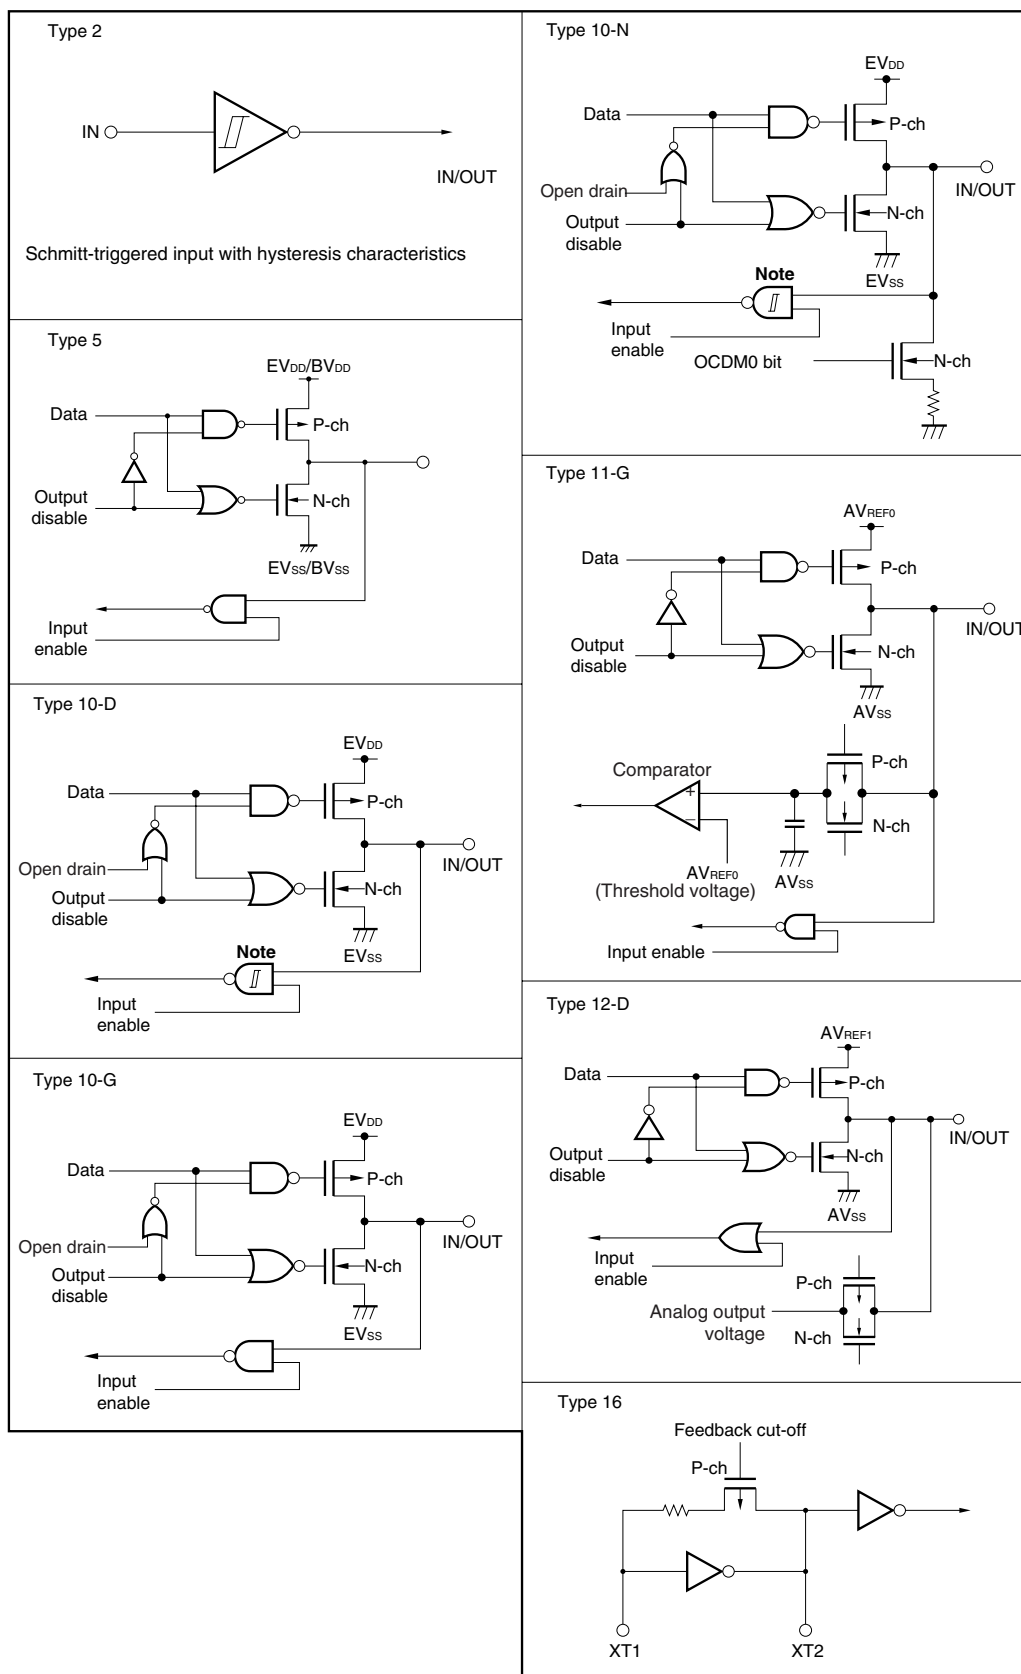 Type 2
IN
IN/OUT
Schmitt-triggered input with hysteresis characteristics
Type 5
EVDD/BVDD
Data
P-ch
Output
disable
N-ch
EVSS/BVSS
Input
enable
Type 10-D
EVDD
Data
P-ch
IN/OUT
Open drain
Output
disable
N-ch
EVSS
Note
Input
enable
Type 10-G
EVDD
Data
P-ch
IN/OUT
Open drain
Output
disable
N-ch
EVSS
Input
enable
Type 10-N
EVDD
Data
P-ch
IN/OUT
Open drain
Output
disable
N-ch
EVSS
Note
Input
enable
OCDM0 bit
N-ch
Type 11-G
AVREF0
Data
P-ch
IN/OUT
Output
disable
N-ch
AVSS
P-ch
Comparator
+
–
N-ch
AVREF0
(Threshold voltage)
AVSS
Input enable
Type 12-D
AVREF1
Data
P-ch
IN/OUT
Output
disable
N-ch
AVSS
Input
enable
P-ch
Analog output
voltage
N-ch
Type 16
Feedback cut-off
P-ch
XT1
XT2